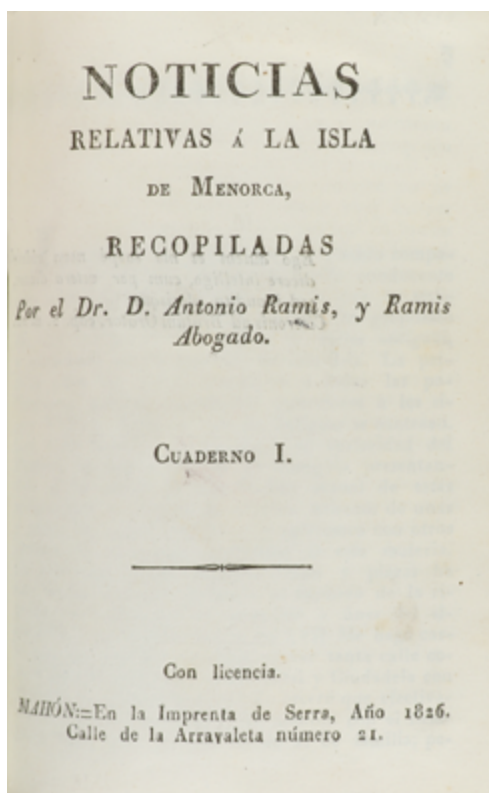 NOTICIAS
RELATIVAS Á LA ISLA
DE MENORCA,
RECOPILADAS
Por el Dr. D. Antonio Ramis, y Ramis
Abogado.
CUADERNO I.
Con licencia.
MAHÓN:=En la Imprenta de Serra, Año 1826.
Calle de la Arravaleta número 21.